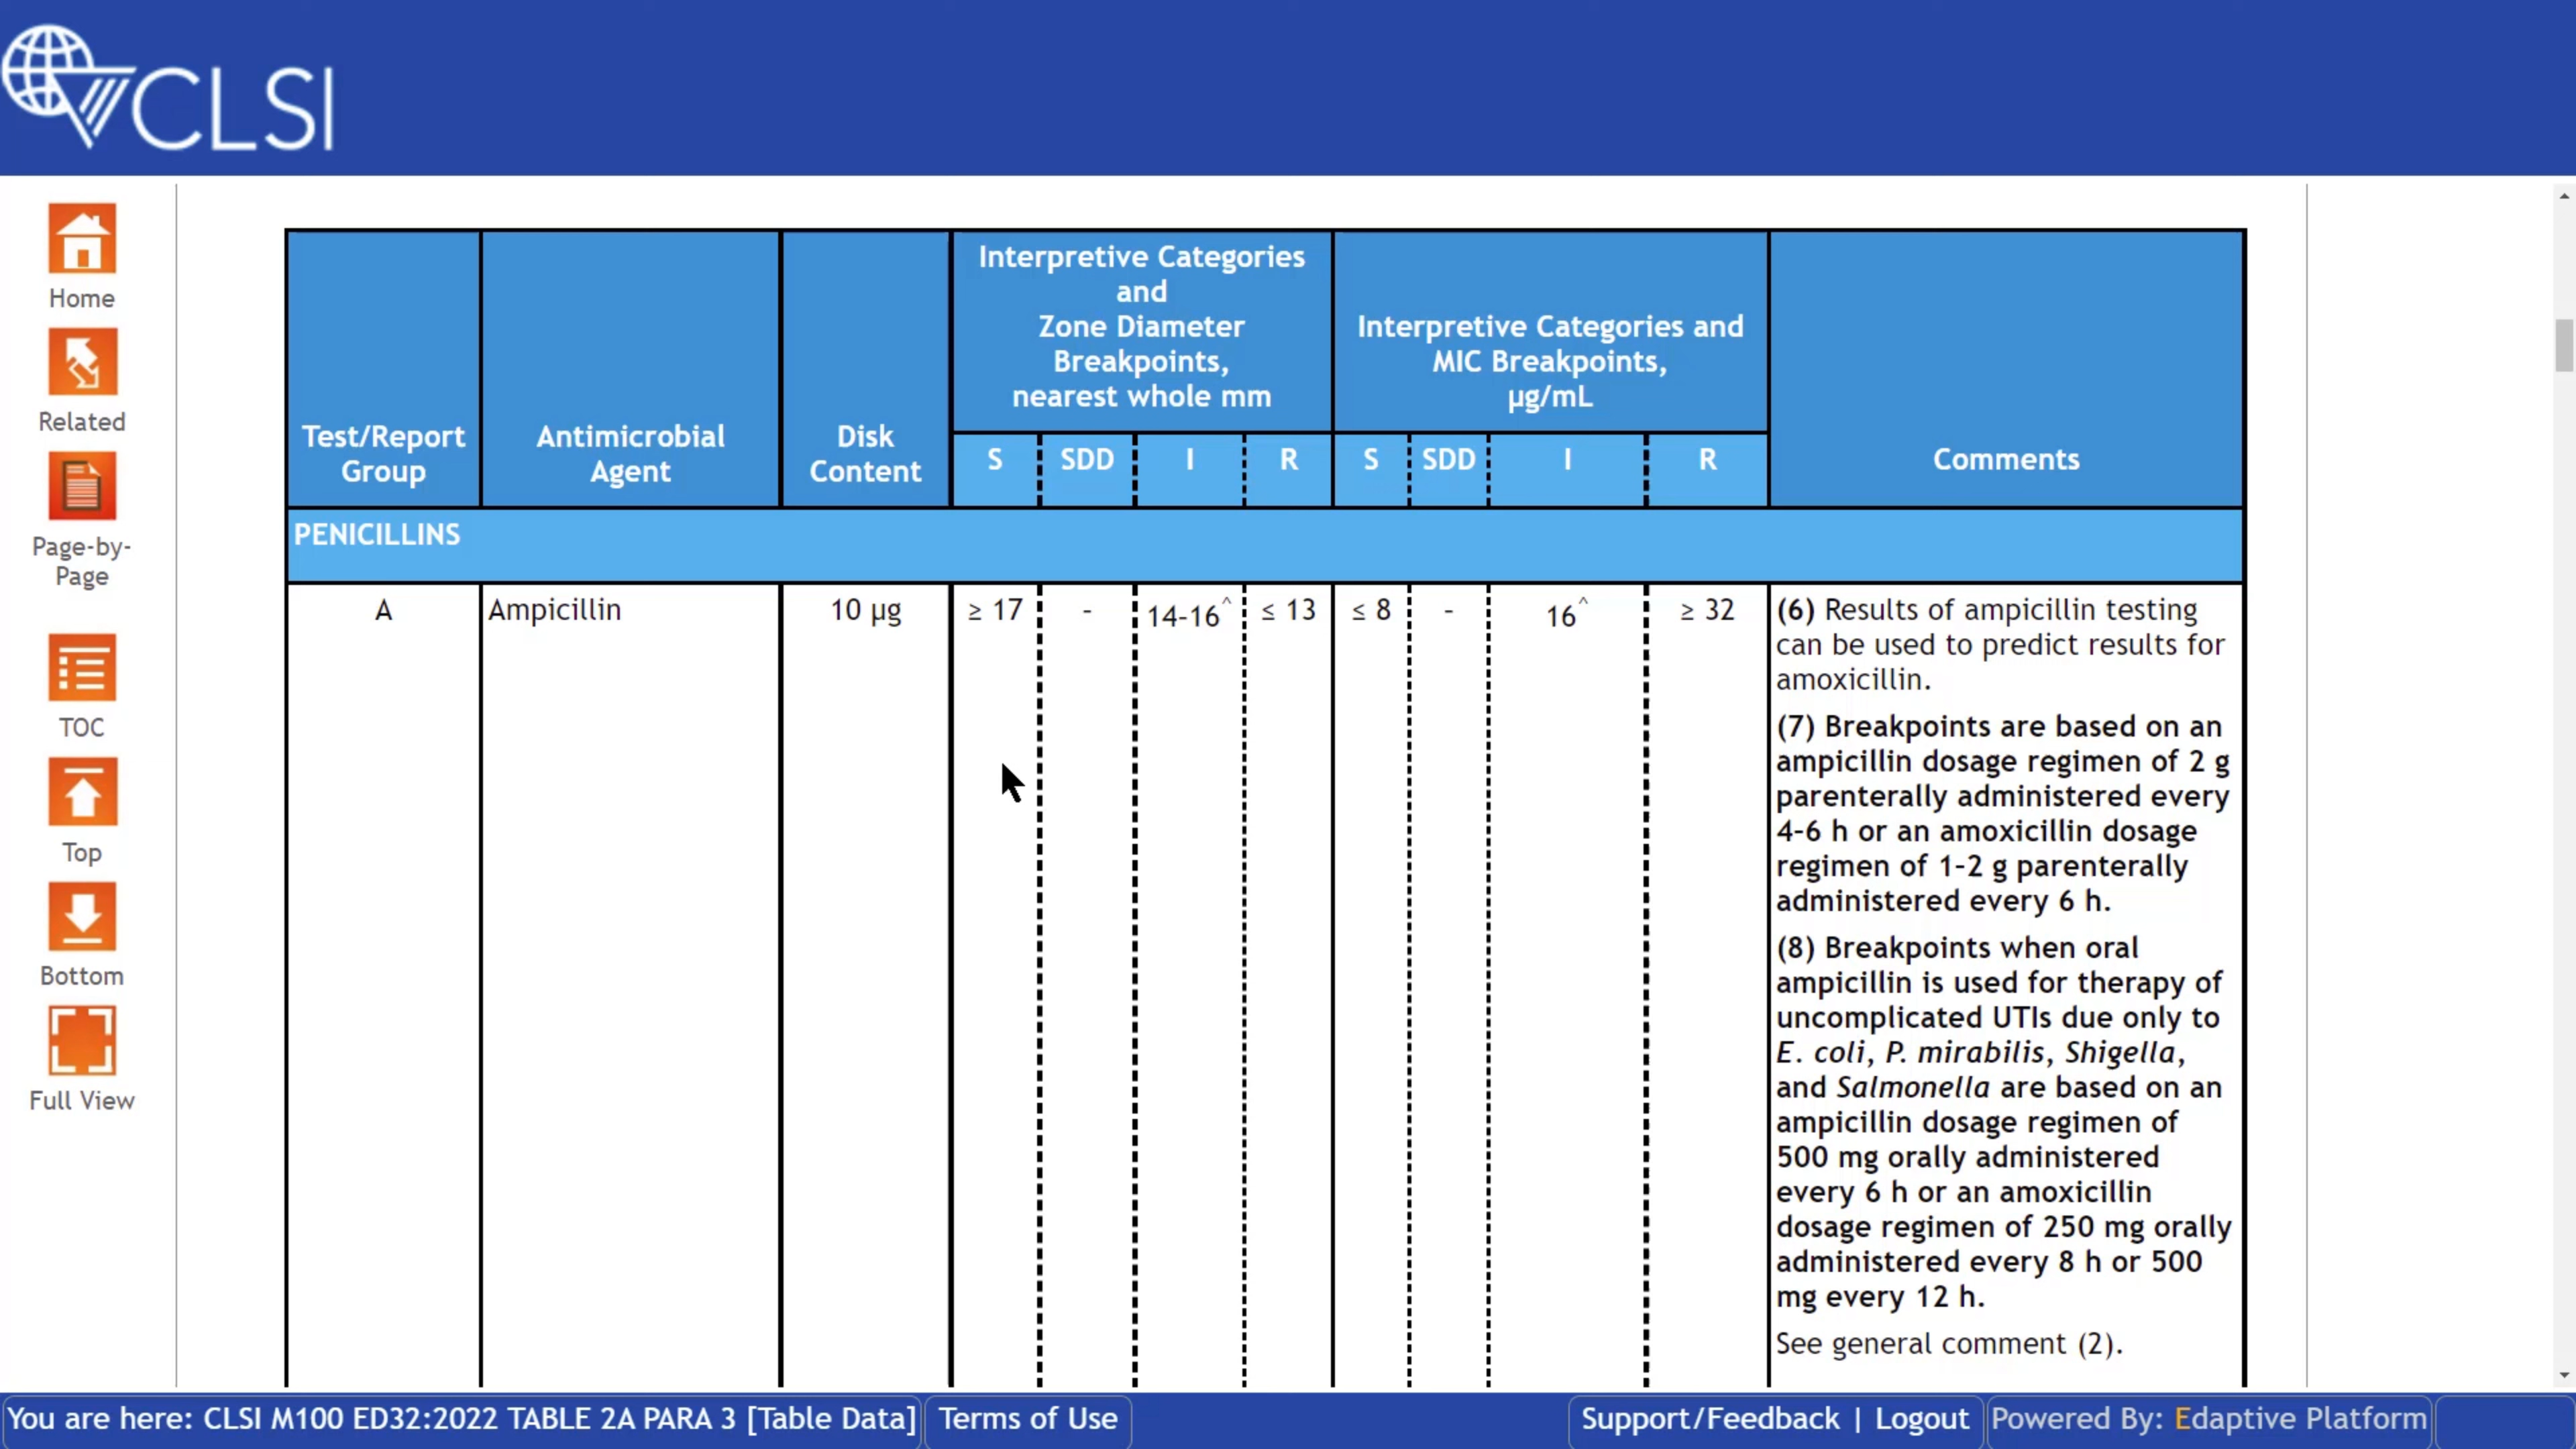 CLSI
Home
Related
Page-by-
Page
TOC
Top
Bottom
Full View
Test/Report
Group
Antimicrobial
Agent
Disk
Content
Interpretive Categories
and
Zone Diameter
Breakpoints,
nearest whole mm
Interpretive Categories and
MIC Breakpoints,
µg/mL
Comments
S SDD I R S SDD I R
PENICILLINS
A Ampicillin 10 µg ≥ 17 - 14-16^ ≤ 13 ≤ 8 - 16^ ≥ 32
(6) Results of ampicillin testing
can be used to predict results for
amoxicillin.
(7) Breakpoints are based on an
ampicillin dosage regimen of 2 g
parenterally administered every
4-6 h or an amoxicillin dosage
regimen of 1-2 g parenterally
administered every 6 h.
(8) Breakpoints when oral
ampicillin is used for therapy of
uncomplicated UTIs due only to
E. coli, P. mirabilis, Shigella,
and Salmonella are based on an
ampicillin dosage regimen of
500 mg orally administered
every 6 h or an amoxicillin
dosage regimen of 250 mg orally
administered every 8 h or 500
mg every 12 h.
See general comment (2).
You are here: CLSI M100 ED32:2022 TABLE 2A PARA 3 [Table Data] Terms of Use Support/Feedback | Logout Powered By: Edaptive Platform